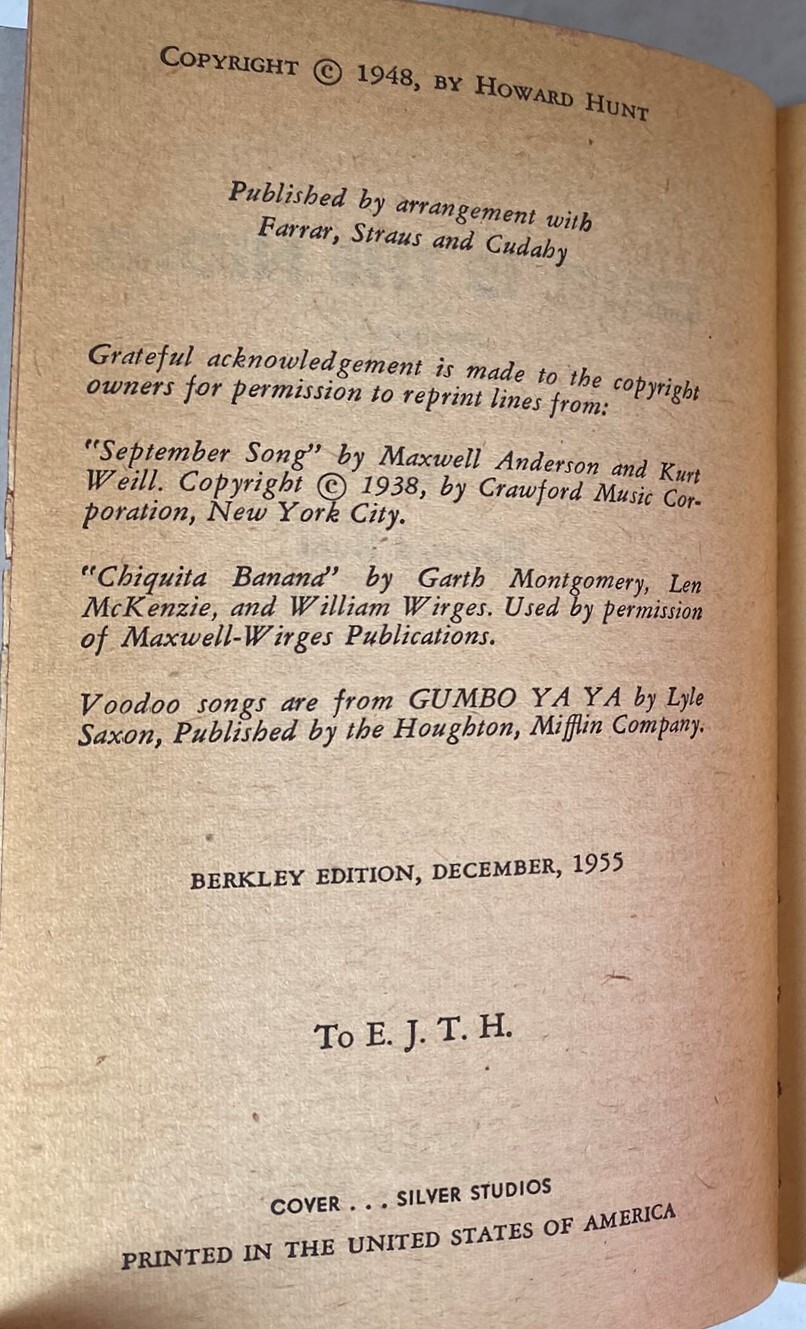 COPYRIGHT © 1948, BY HOWARD HUNT
Published by arrangement with
Farrar, Straus and Cudahy
Grateful acknowledgement is made to the copyright
owners for permission to reprint lines from:
"September Song" by Maxwell Anderson and Kurt
Weill. Copyright © 1938, by Crawford Music Cor-
poration, New York City.
"Chiquita Banana" by Garth Montgomery, Len
McKenzie, and William Wirges. Used by permission
of Maxwell-Wirges Publications.
Voodoo songs are from GUMBO YA YA by Lyle
Saxon, Published by the Houghton, Mifflin Company.
BERKLEY EDITION, DECEMBER, 1955
To E. J. T. H.
COVER . . . SILVER STUDIOS
PRINTED IN THE UNITED STATES OF AMERICA